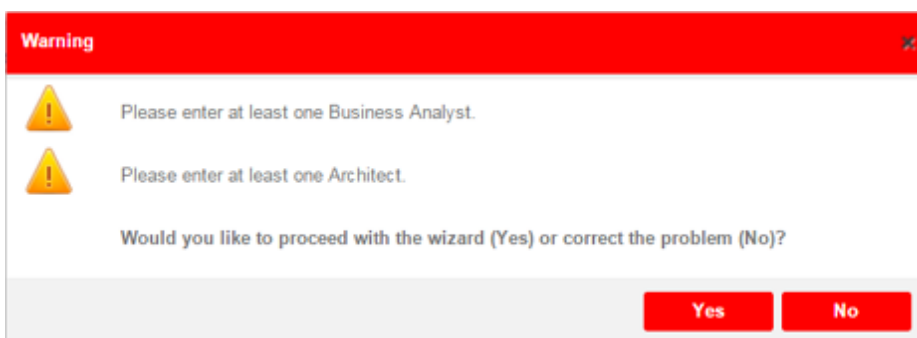 Warning
Please enter at least one Business Analyst.
Please enter at least one Architect.
Would you like to proceed with the wizard (Yes) or correct the problem (No)?
Yes No